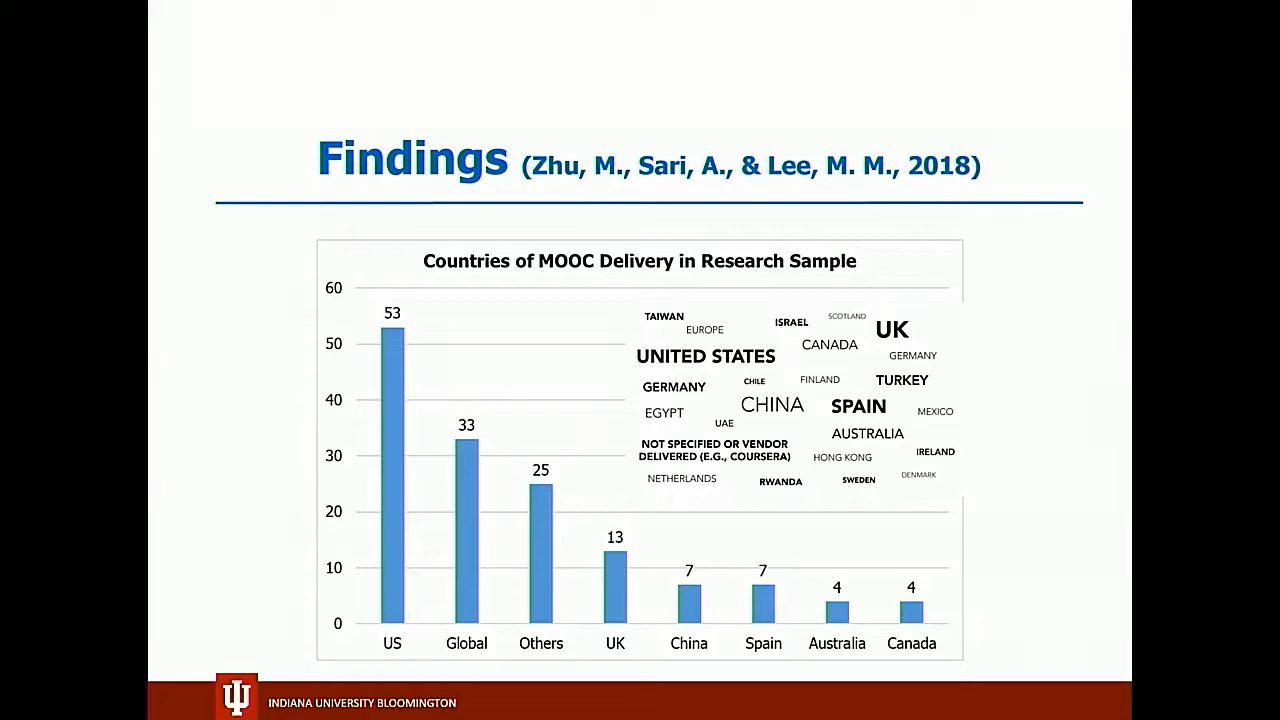 Findings (Zhu, M., Sari, A., & Lee, M. M., 2018)
Countries of MOOC Delivery in Research Sample
60
50
40
30
20
10
0
53
33
25
13
7
7
4
4
US Global Others UK China Spain Australia Canada
TAIWAN
EUROPE
ISRAEL
SCOTLAND
UK
UNITED STATES
CANADA
GERMANY
GERMANY
CHILE
FINLAND
TURKEY
EGYPT
UAE
CHINA
SPAIN
MEXICO
AUSTRALIA
NOT SPECIFIED OR VENDOR
DELIVERED (E.G., COURSERA)
HONG KONG
IRELAND
NETHERLANDS
RWANDA
SWEDEN
DENMARK
INDIANA UNIVERSITY BLOOMINGTON